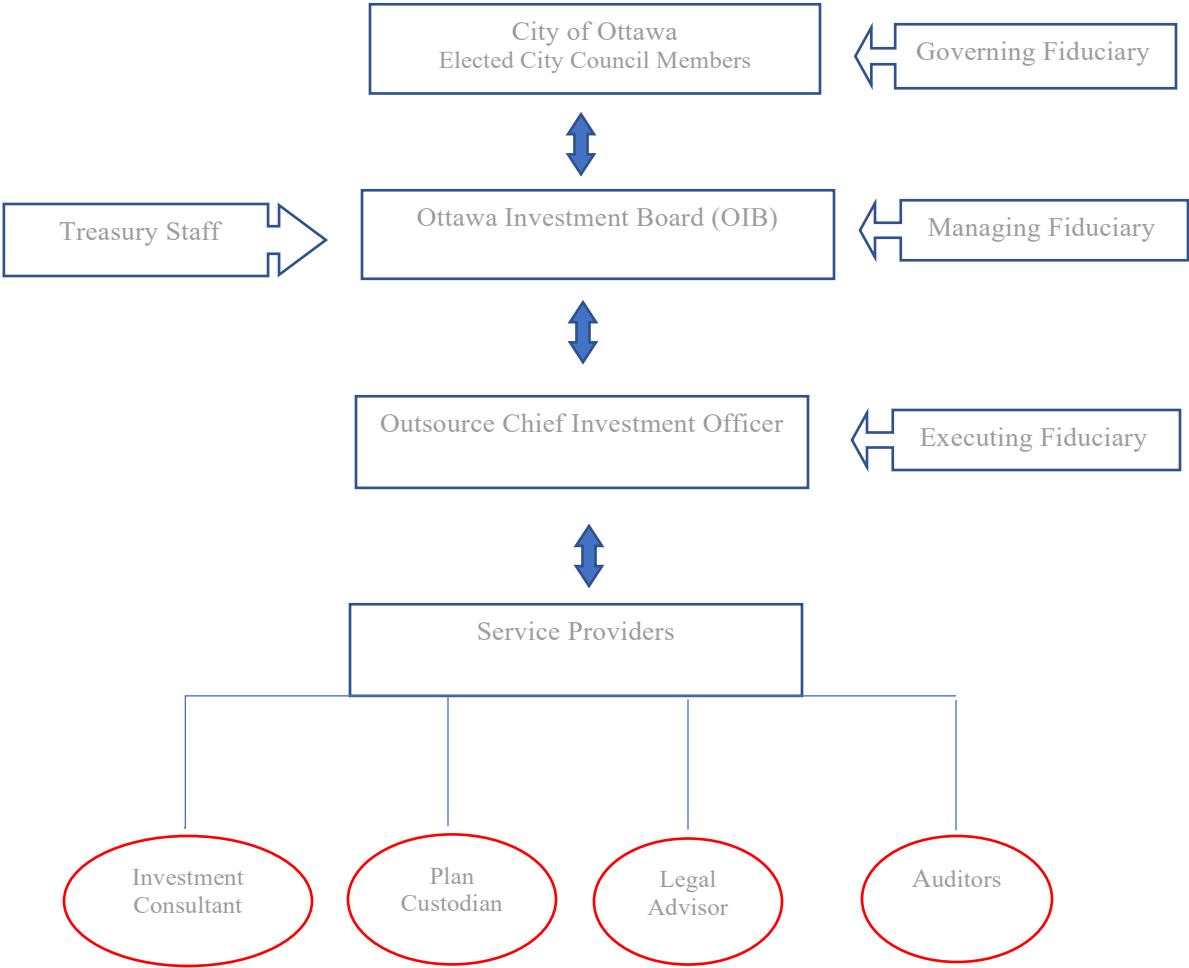 City of Ottawa
Elected City Council Members
Governing Fiduciary
Treasury Staff
Ottawa Investment Board (OIB)
Managing Fiduciary
Outsource Chief Investment Officer
Executing Fiduciary
Service Providers
Investment
Consultant
Plan
Custodian
Legal
Advisor
Auditors